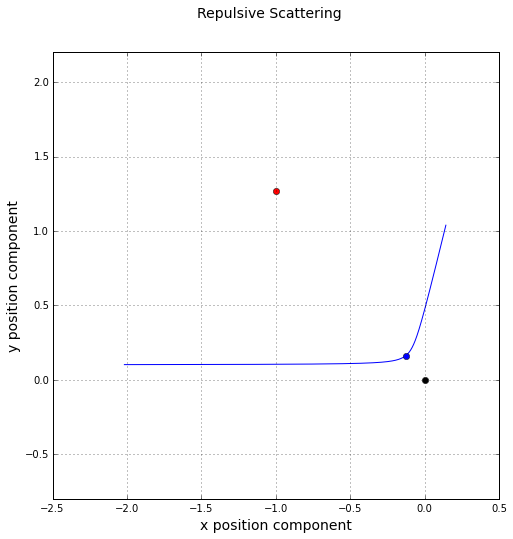 Repulsive Scattering
2.0
1.5
1.0
0.5
0.0
−0.5
y position component
−2.5 −2.0 −1.5 −1.0 −0.5 0.0 0.5
x position component